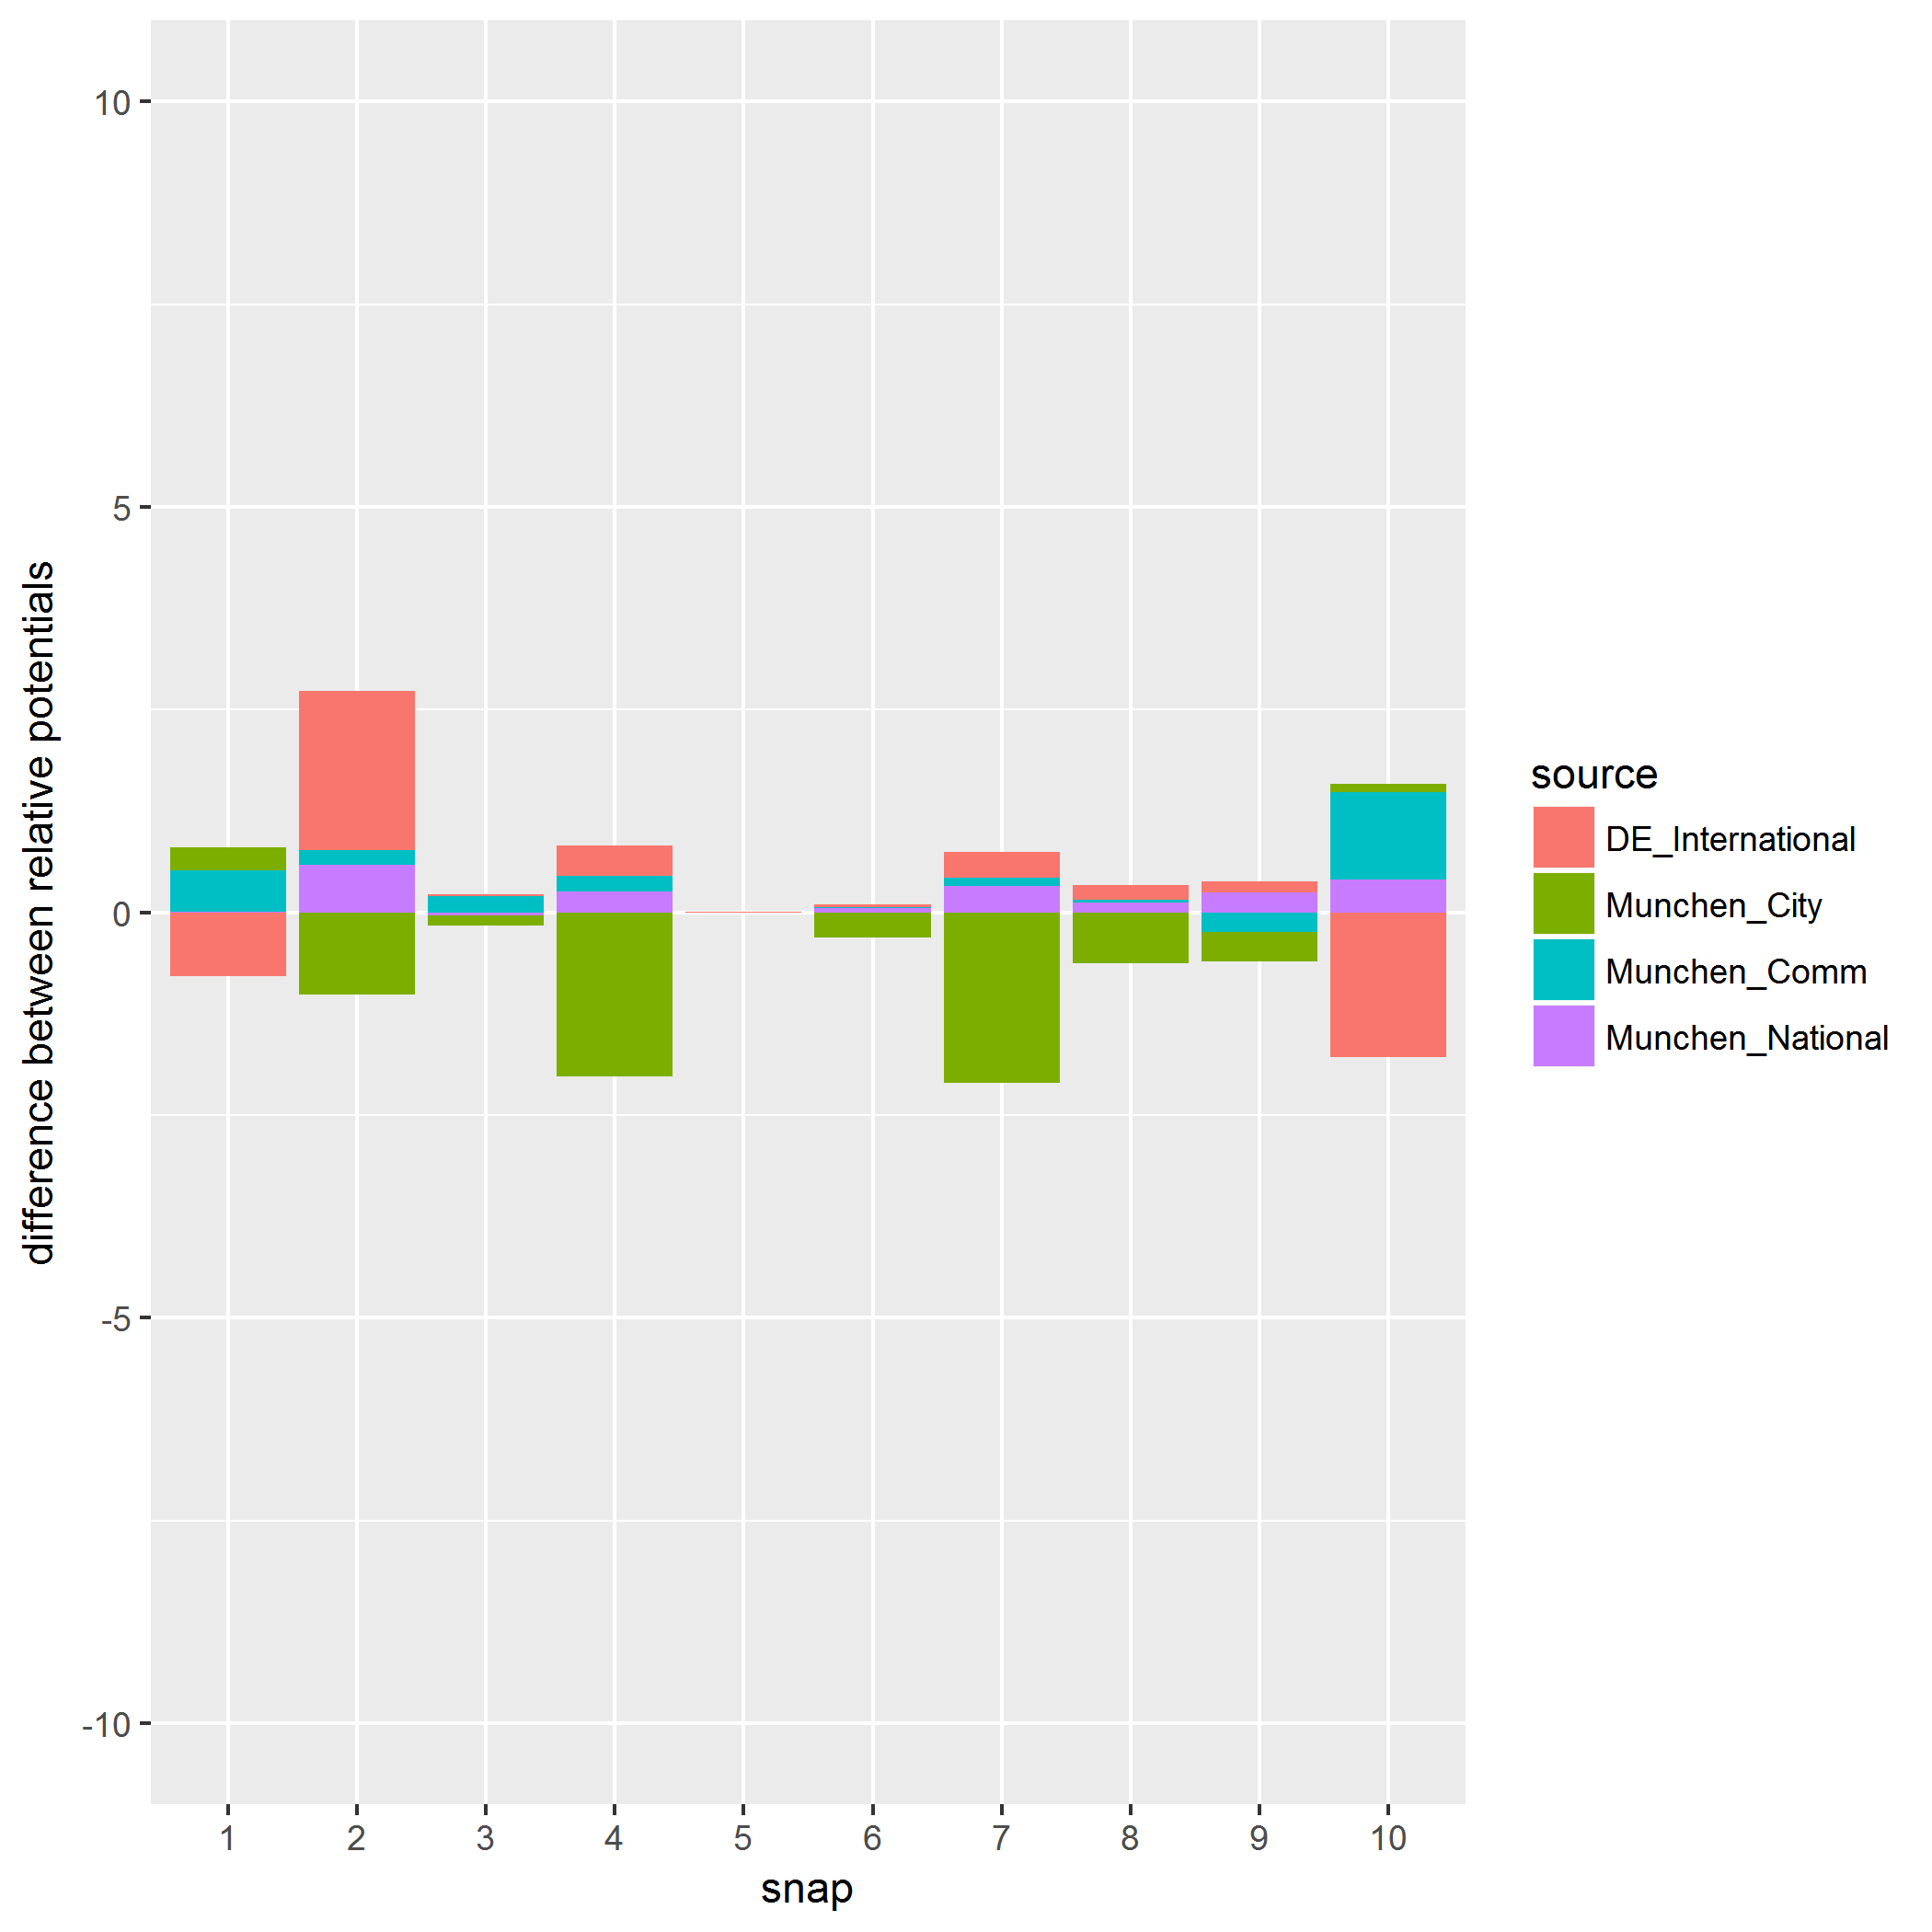 difference between relative potentials
10
5
0
-5
-10
1 2 3 4 5 6 7 8 9 10
snap
source
DE_International
Munchen_City
Munchen_Comm
Munchen_National